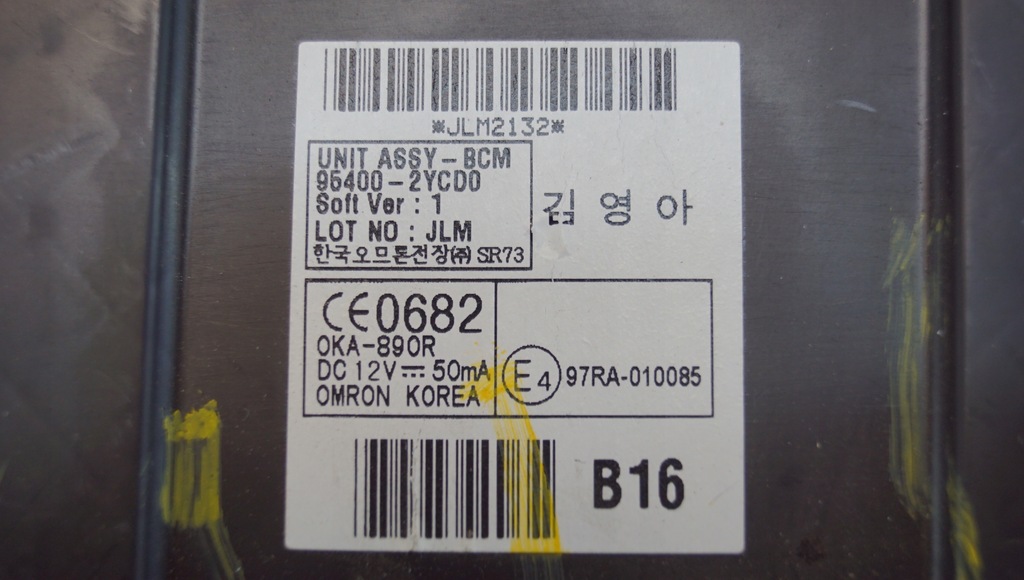 *JLM2132*
UNIT ASSY-BCM
95400-2YCD0
Soft Ver : 1
LOT NO : JLM
한국오므론전장㈜ SR73
김영아
CE0682
OKA-890R
DC 12V⎓50mA
OMRON KOREA
E4 97RA-010085
B16